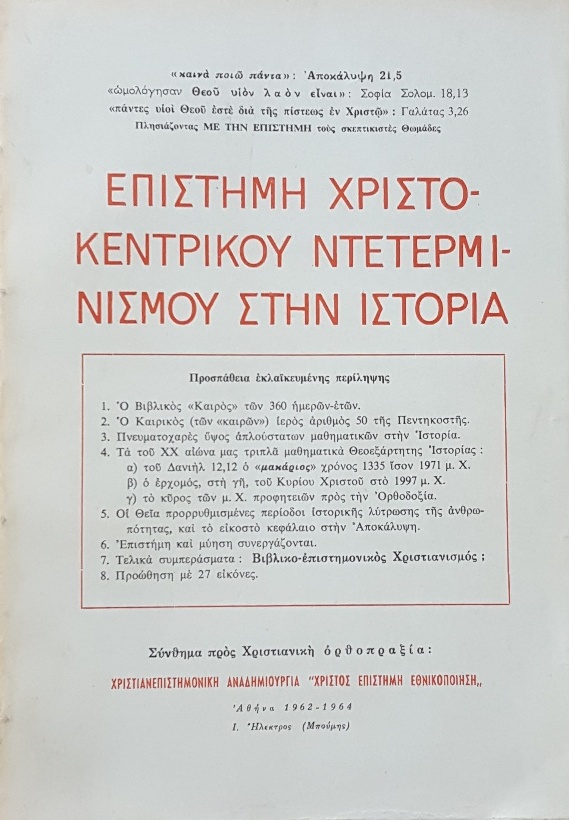 «καινὰ ποιῶ πάντα»: Ἀποκάλυψη 21,5
«ὡμολόγησαν Θεοῦ υἱὸν λαὸν εἶναι»: Σοφία Σολομ. 18,13
«πάντες υἱοὶ Θεοῦ ἐστὲ διὰ τῆς πίστεως ἐν Χριστῷ»: Γαλάτας 3,26
Πλησιάζοντας ΜΕ ΤΗΝ ΕΠΙΣΤΗΜΗ τοὺς σκεπτικιστὲς Θωμάδες
ΕΠΙΣΤΗΜΗ ΧΡΙΣΤΟ-
ΚΕΝΤΡΙΚΟΥ ΝΤΕΤΕΡΜΙ-
ΝΙΣΜΟΥ ΣΤΗΝ ΙΣΤΟΡΙΑ
Προσπάθεια ἐκλαϊκευμένης περίληψης
1. Ὁ Βιβλικὸς «Καιρὸς» τῶν 360 ἡμερῶν-ἐτῶν.
2. Ὁ Καιρικὸς (τῶν «καιρῶν») ἱερὸς ἀριθμὸς 50 τῆς Πεντηκοστῆς.
3. Πνευματοχαρὲς ὕφος ἁπλούστατων μαθηματικῶν στὴν Ἱστορία.
4. Τὰ τοῦ ΧΧ αἰώνα μας τριπλᾶ μαθηματικὰ Θεοεξάρτητης Ἱστορίας :
α) τοῦ Δανιὴλ 12,12 ὁ «μακάριος» χρόνος 1335 ἴσον 1971 μ. Χ.
β) ὁ ἐρχομός, στὴ γῆ, τοῦ Κυρίου Χριστοῦ στὸ 1997 μ. Χ.
γ) τὸ κῦρος τῶν μ. Χ. προφητειῶν πρὸς τὴν Ὀρθοδοξία.
5. Οἱ Θεῖα προρρυθμισμένες περίοδοι ἱστορικῆς λύτρωσης τῆς ἀνθρω-
πότητας, καὶ τὸ εἰκοστὸ κεφάλαιο στὴν Ἀποκάλυψη.
6. Ἐπιστήμη καὶ μύηση συνεργάζονται.
7. Τελικὰ συμπεράσματα : Βιβλικο-ἐπιστημονικὸς Χριστιανισμός ;
8. Προώθηση μὲ 27 εἰκόνες.
Σύνθημα πρὸς Χριστιανικὴ ὀρθοπραξία:
ΧΡΙΣΤΙΑΝΕΠΙΣΤΗΜΟΝΙΚΗ ΑΝΑΔΗΜΙΟΥΡΓΙΑ "ΧΡΙΣΤΟΣ ΕΠΙΣΤΗΜΗ ΕΘΝΙΚΟΠΟΙΗΣΗ„
Ἀθήνα 1962-1964
Ι. Ἤλεκτρος (Μπούμης)